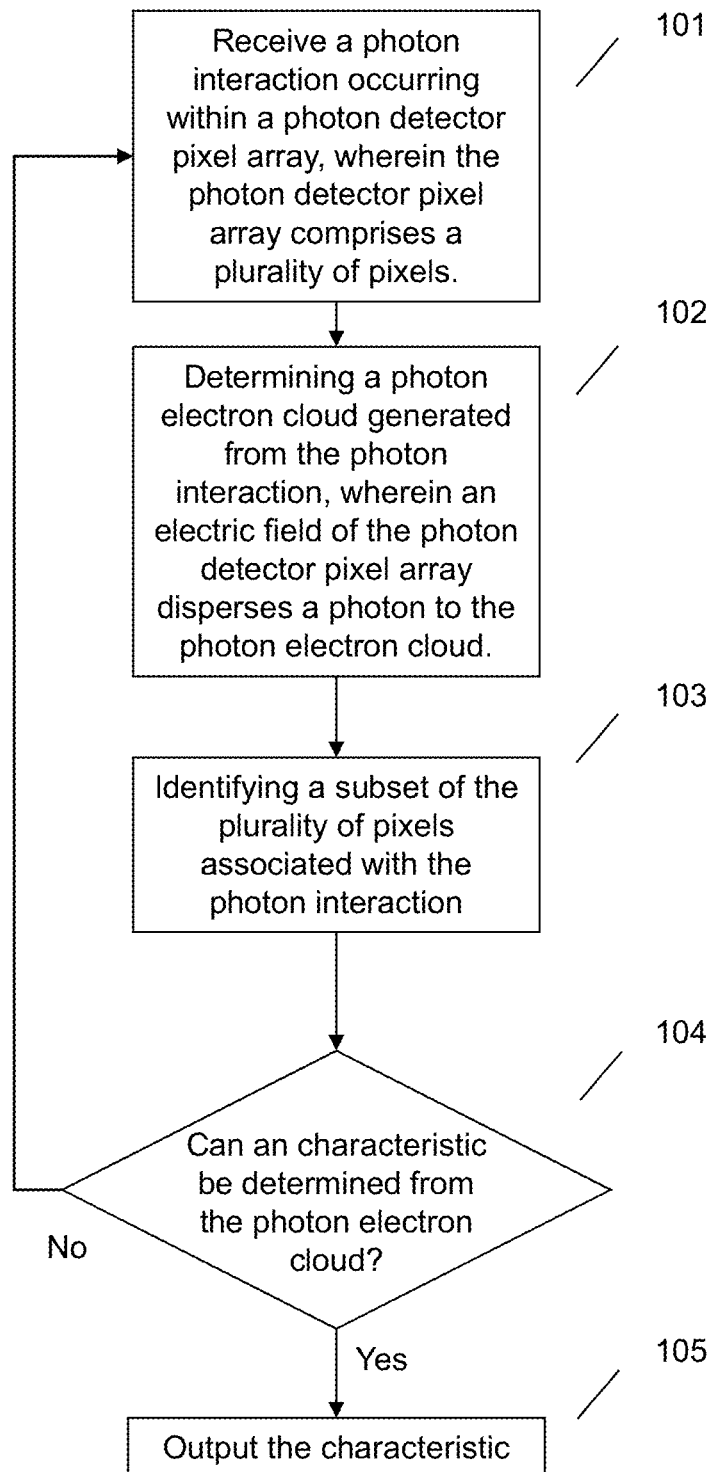 Receive a photon
interaction occurring
within a photon detector
pixel array, wherein the
photon detector pixel
array comprises a
plurality of pixels.
101
Determining a photon
electron cloud generated
from the photon
interaction, wherein an
electric field of the photon
detector pixel array
disperses a photon to the
photon electron cloud.
102
Identifying a subset of the
plurality of pixels
associated with the
photon interaction
103
Can an characteristic
be determined from
the photon electron
cloud?
104
No
Yes
Output the characteristic
105